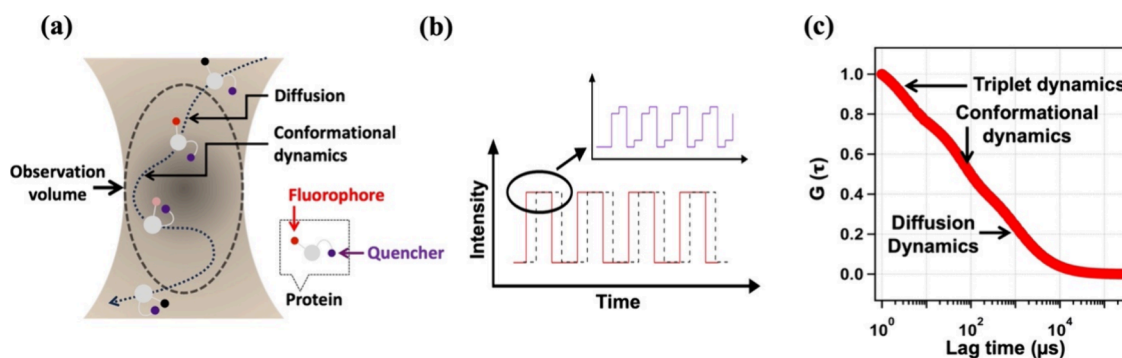 (a)
Diffusion
Conformational
dynamics
Observation
volume
Fluorophore
Quencher
Protein
(b)
Intensity
Time
(c)
G (τ)
1.0
0.8
0.6
0.4
0.2
0.0
Triplet dynamics
Conformational
dynamics
Diffusion
Dynamics
10⁰ 10² 10⁴
Lag time (μs)